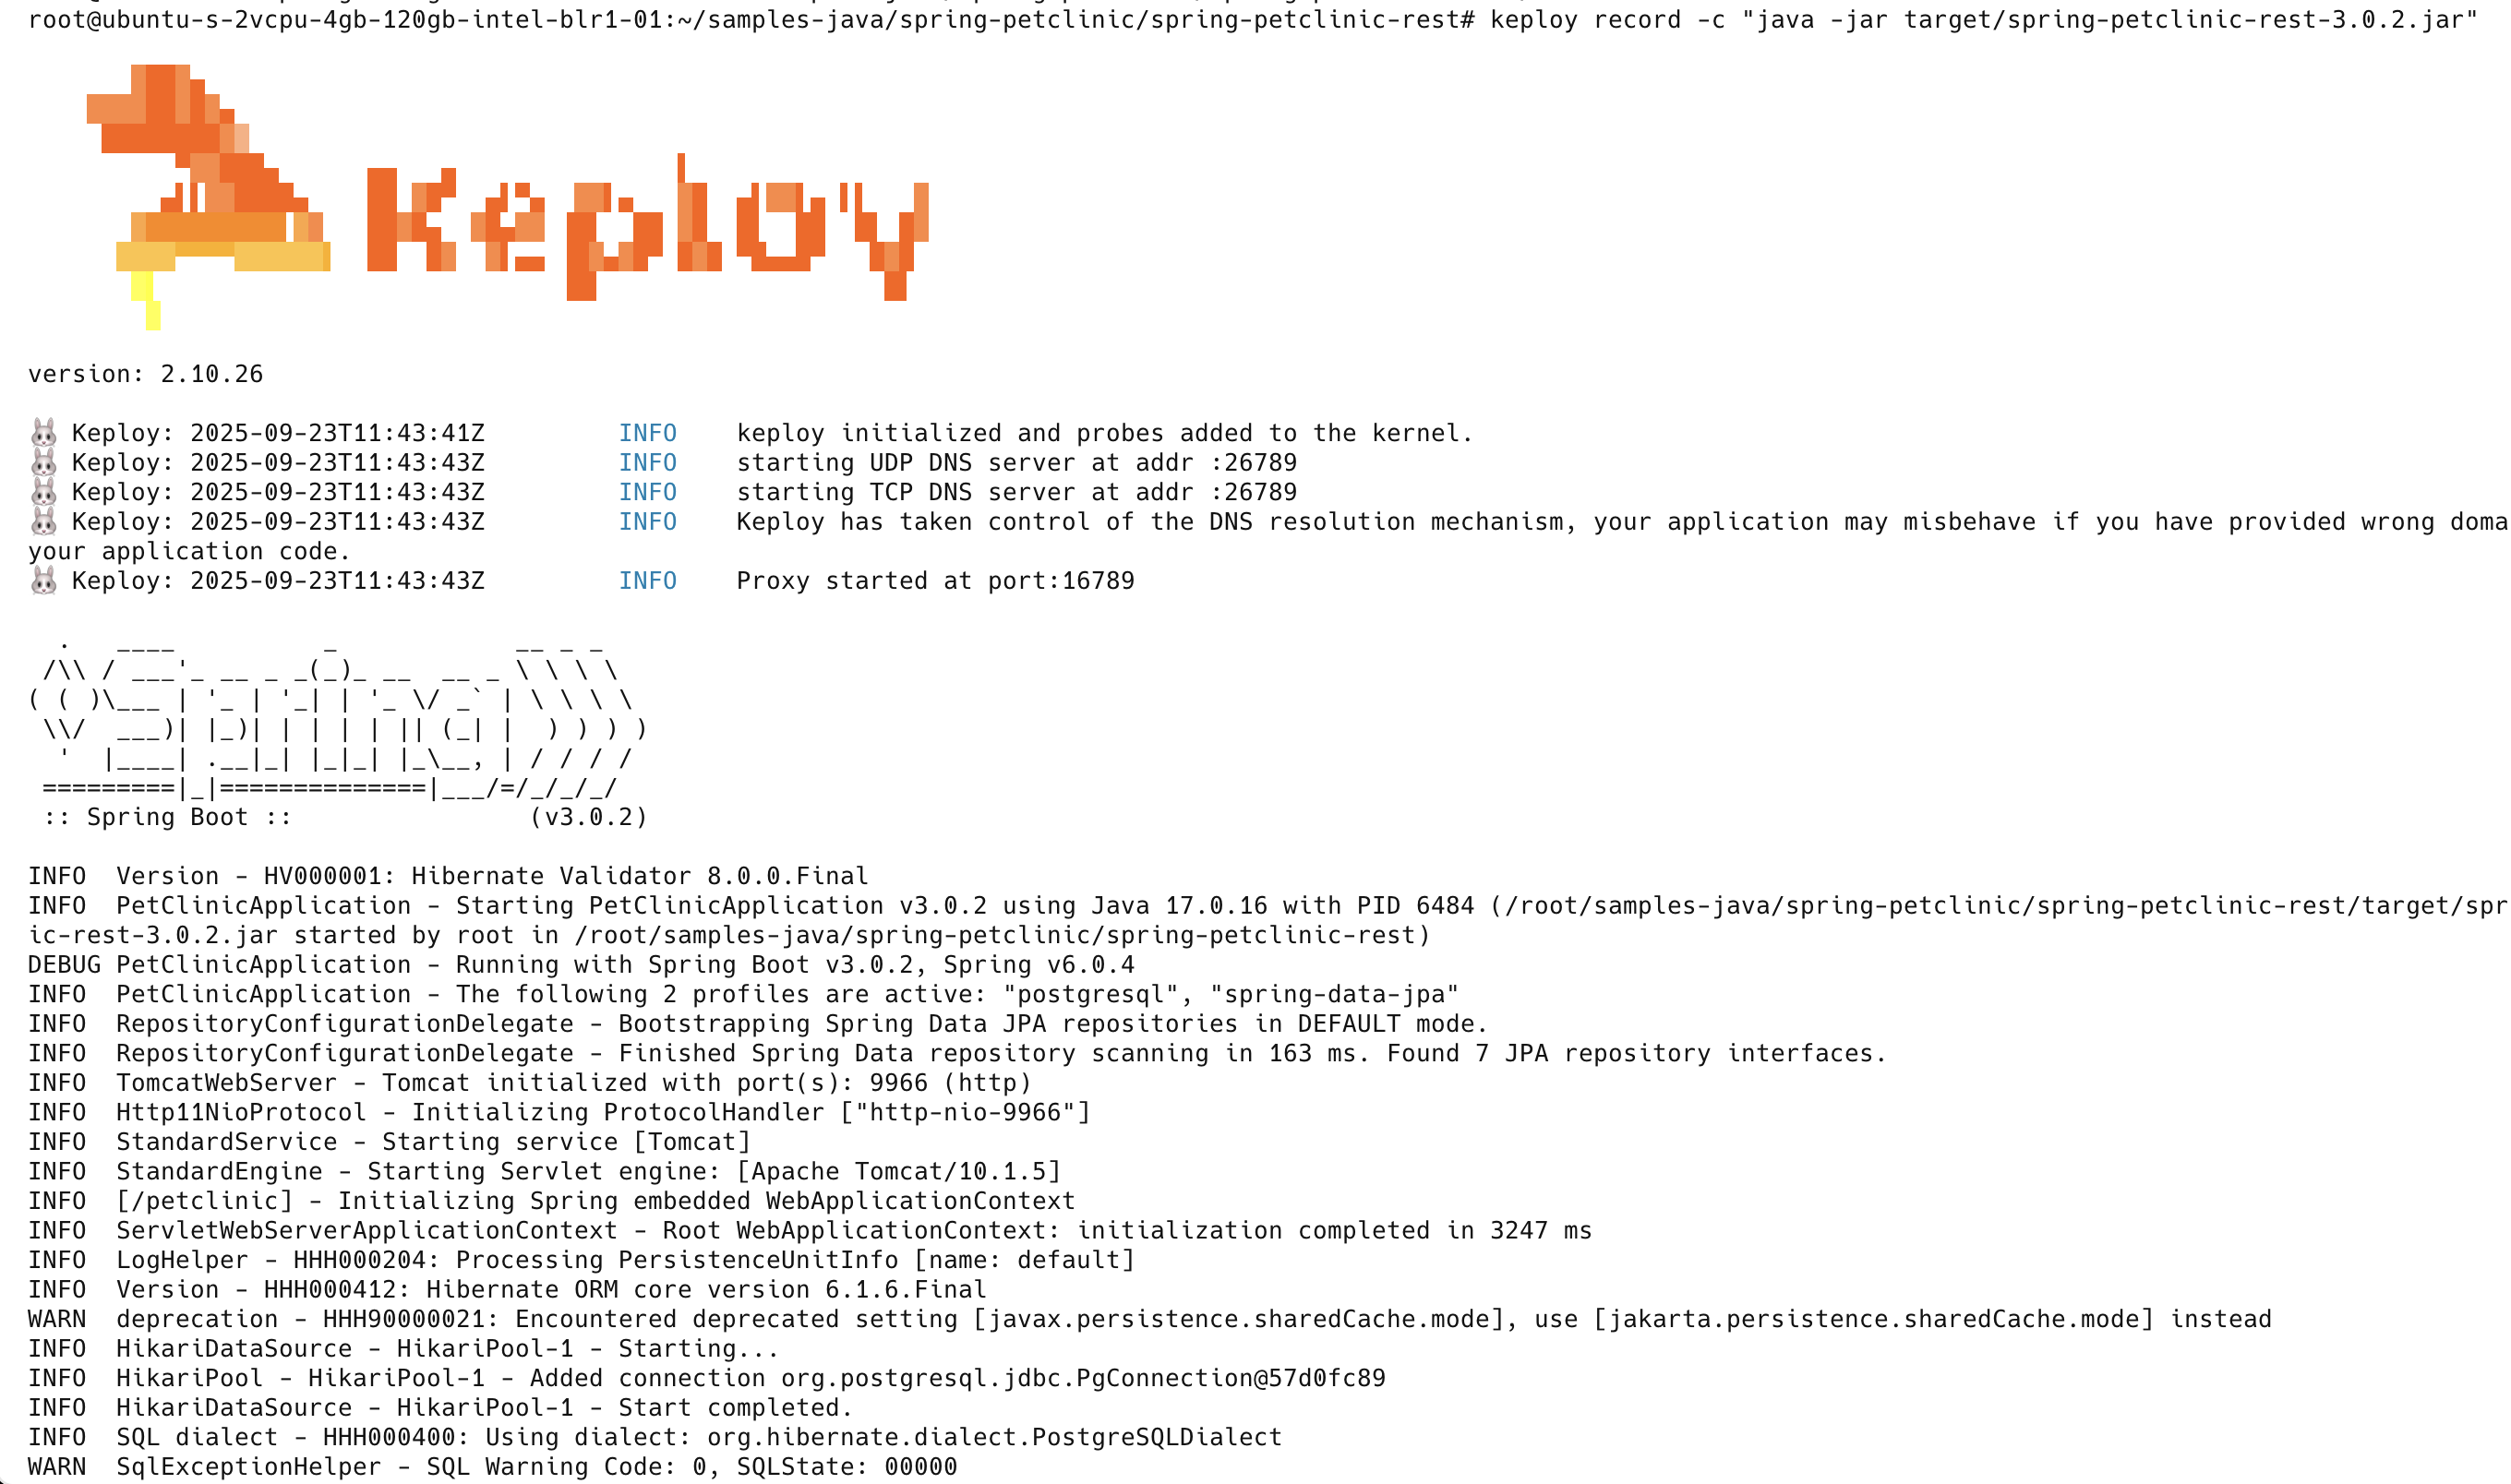 root@ubuntu-s-2vcpu-4gb-120gb-intel-blr1-01:~/samples-java/spring-petclinic/spring-petclinic-rest# keploy record -c "java -jar target/spring-petclinic-rest-3.0.2.jar"
Keploy
version: 2.10.26
🐰 Keploy: 2025-09-23T11:43:41Z         INFO    keploy initialized and probes added to the kernel.
🐰 Keploy: 2025-09-23T11:43:43Z         INFO    starting UDP DNS server at addr :26789
🐰 Keploy: 2025-09-23T11:43:43Z         INFO    starting TCP DNS server at addr :26789
🐰 Keploy: 2025-09-23T11:43:43Z         INFO    Keploy has taken control of the DNS resolution mechanism, your application may misbehave if you have provided wrong doma
your application code.
🐰 Keploy: 2025-09-23T11:43:43Z         INFO    Proxy started at port:16789
Spring
:: Spring Boot ::                (v3.0.2)
INFO  Version - HV000001: Hibernate Validator 8.0.0.Final
INFO  PetClinicApplication - Starting PetClinicApplication v3.0.2 using Java 17.0.16 with PID 6484 (/root/samples-java/spring-petclinic/spring-petclinic-rest/target/spr
ic-rest-3.0.2.jar started by root in /root/samples-java/spring-petclinic/spring-petclinic-rest)
DEBUG PetClinicApplication - Running with Spring Boot v3.0.2, Spring v6.0.4
INFO  PetClinicApplication - The following 2 profiles are active: "postgresql", "spring-data-jpa"
INFO  RepositoryConfigurationDelegate - Bootstrapping Spring Data JPA repositories in DEFAULT mode.
INFO  RepositoryConfigurationDelegate - Finished Spring Data repository scanning in 163 ms. Found 7 JPA repository interfaces.
INFO  TomcatWebServer - Tomcat initialized with port(s): 9966 (http)
INFO  Http11NioProtocol - Initializing ProtocolHandler ["http-nio-9966"]
INFO  StandardService - Starting service [Tomcat]
INFO  StandardEngine - Starting Servlet engine: [Apache Tomcat/10.1.5]
INFO  [/petclinic] - Initializing Spring embedded WebApplicationContext
INFO  ServletWebServerApplicationContext - Root WebApplicationContext: initialization completed in 3247 ms
INFO  LogHelper - HHH000204: Processing PersistenceUnitInfo [name: default]
INFO  Version - HHH000412: Hibernate ORM core version 6.1.6.Final
WARN  deprecation - HHH90000021: Encountered deprecated setting [javax.persistence.sharedCache.mode], use [jakarta.persistence.sharedCache.mode] instead
INFO  HikariDataSource - HikariPool-1 - Starting...
INFO  HikariPool - HikariPool-1 - Added connection org.postgresql.jdbc.PgConnection@57d0fc89
INFO  HikariDataSource - HikariPool-1 - Start completed.
INFO  SQL dialect - HHH000400: Using dialect: org.hibernate.dialect.PostgreSQLDialect
WARN  SqlExceptionHelper - SQL Warning Code: 0, SQLState: 00000